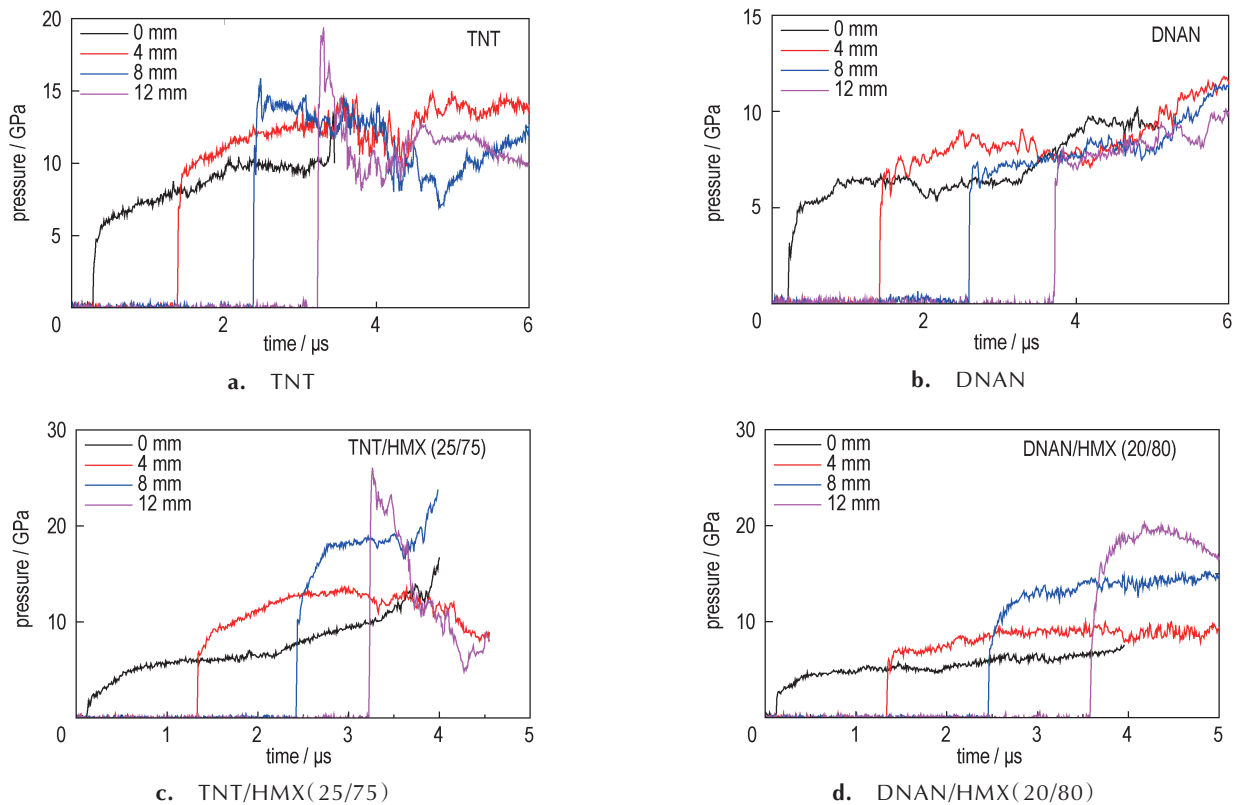 20
15
10
5
0
2
4
6
pressure / GPa
time / µs
0 mm
4 mm
8 mm
12 mm
TNT
a. TNT
15
10
5
0
2
4
6
pressure / GPa
time / µs
0 mm
4 mm
8 mm
12 mm
DNAN
b. DNAN
30
20
10
0
1
2
3
4
5
pressure / GPa
time / µs
0 mm
4 mm
8 mm
12 mm
TNT/HMX (25/75)
c. TNT/HMX(25/75)
30
20
10
0
1
2
3
4
5
pressure / GPa
time / µs
0 mm
4 mm
8 mm
12 mm
DNAN/HMX (20/80)
d. DNAN/HMX(20/80)